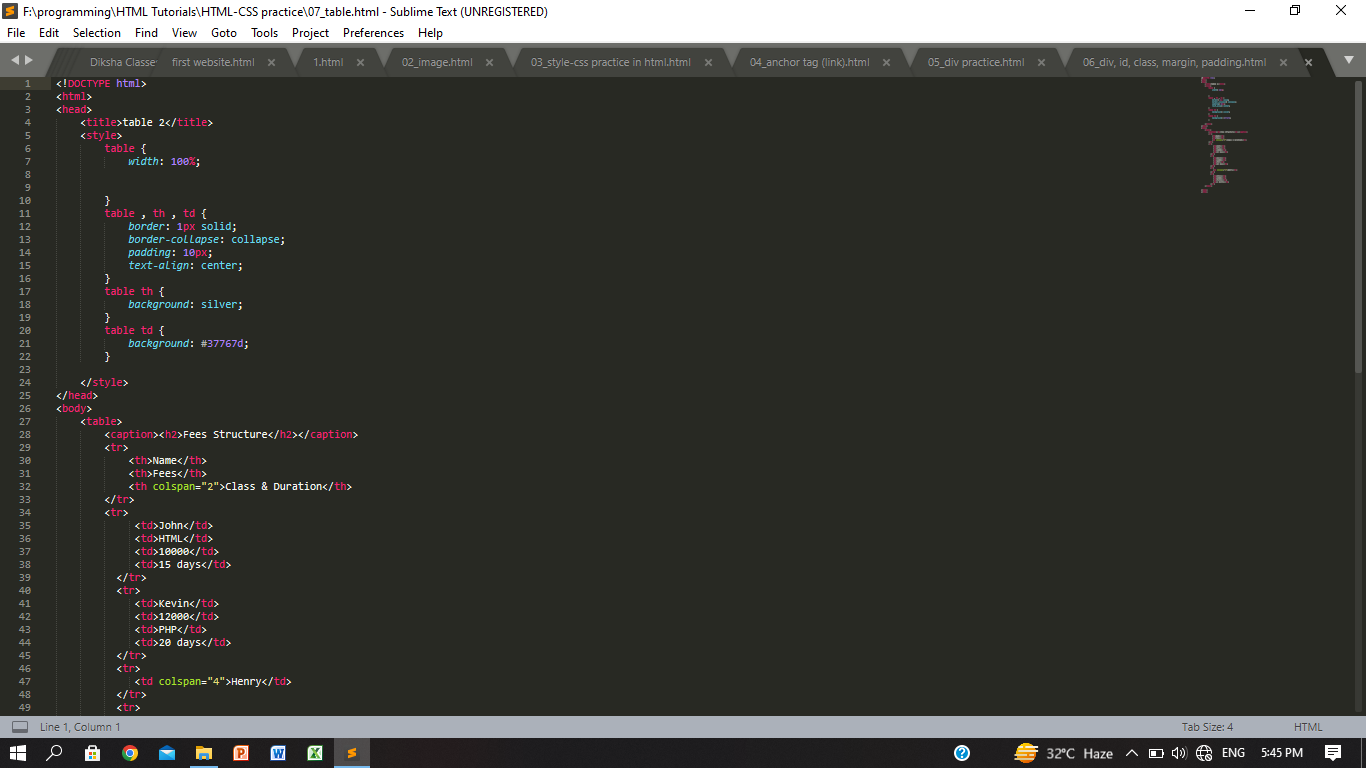 F:\programming\HTML Tutorials\HTML-CSS practice\07_table.html - Sublime Text (UNREGISTERED)
File Edit Selection Find View Goto Tools Project Preferences Help
Diksha Classe first website.html 1.html 02_image.html 03_style-css practice in html.html 04_anchor tag (link).html 05_div practice.html 06_div, id, class, margin, padding.html
1 <!DOCTYPE html>
2 <html>
3 <head>
4 <title>table 2</title>
5 <style>
6 table {
7 width: 100%;
8
9
10 }
11 table , th , td {
12 border: 1px solid;
13 border-collapse: collapse;
14 padding: 10px;
15 text-align: center;
16 }
17 table th {
18 background: silver;
19 }
20 table td {
21 background: #37767d;
22 }
23
24 </style>
25 </head>
26 <body>
27 <table>
28 <caption><h2>Fees Structure</h2></caption>
29 <tr>
30 <th>Name</th>
31 <th>Fees</th>
32 <th colspan="2">Class & Duration</th>
33 </tr>
34 <tr>
35 <td>John</td>
36 <td>HTML</td>
37 <td>10000</td>
38 <td>15 days</td>
39 </tr>
40 <tr>
41 <td>Kevin</td>
42 <td>12000</td>
43 <td>PHP</td>
44 <td>20 days</td>
45 </tr>
46 <tr>
47 <td colspan="4">Henry</td>
48 </tr>
49 <tr>
Line 1, Column 1 Tab Size: 4 HTML
32°C Haze ENG 5:45 PM